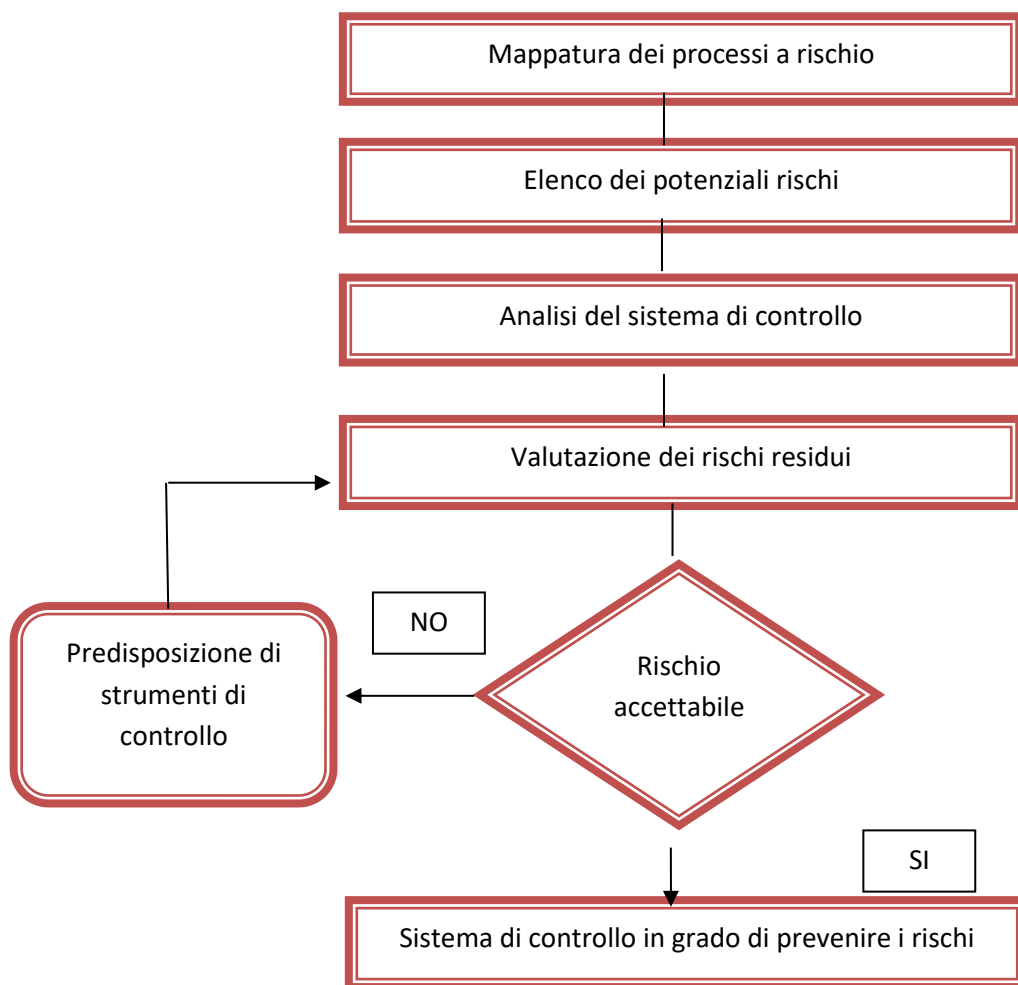 Mappatura dei processi a rischio
Elenco dei potenziali rischi
Analisi del sistema di controllo
Valutazione dei rischi residui
NO
Predisposizione di
strumenti di
controllo
Rischio
accettabile
SI
Sistema di controllo in grado di prevenire i rischi